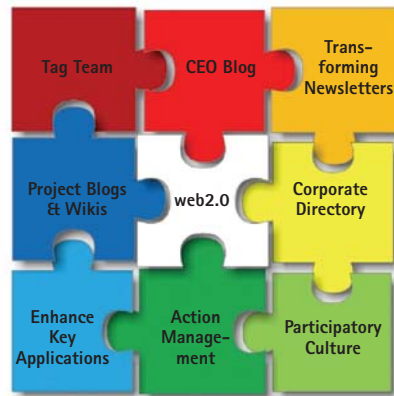 Tag Team
CEO Blog
Trans-
forming
Newsletters
Project Blogs
& Wikis
web2.0
Corporate
Directory
Enhance
Key
Applications
Action
Manage-
ment
Participatory
Culture